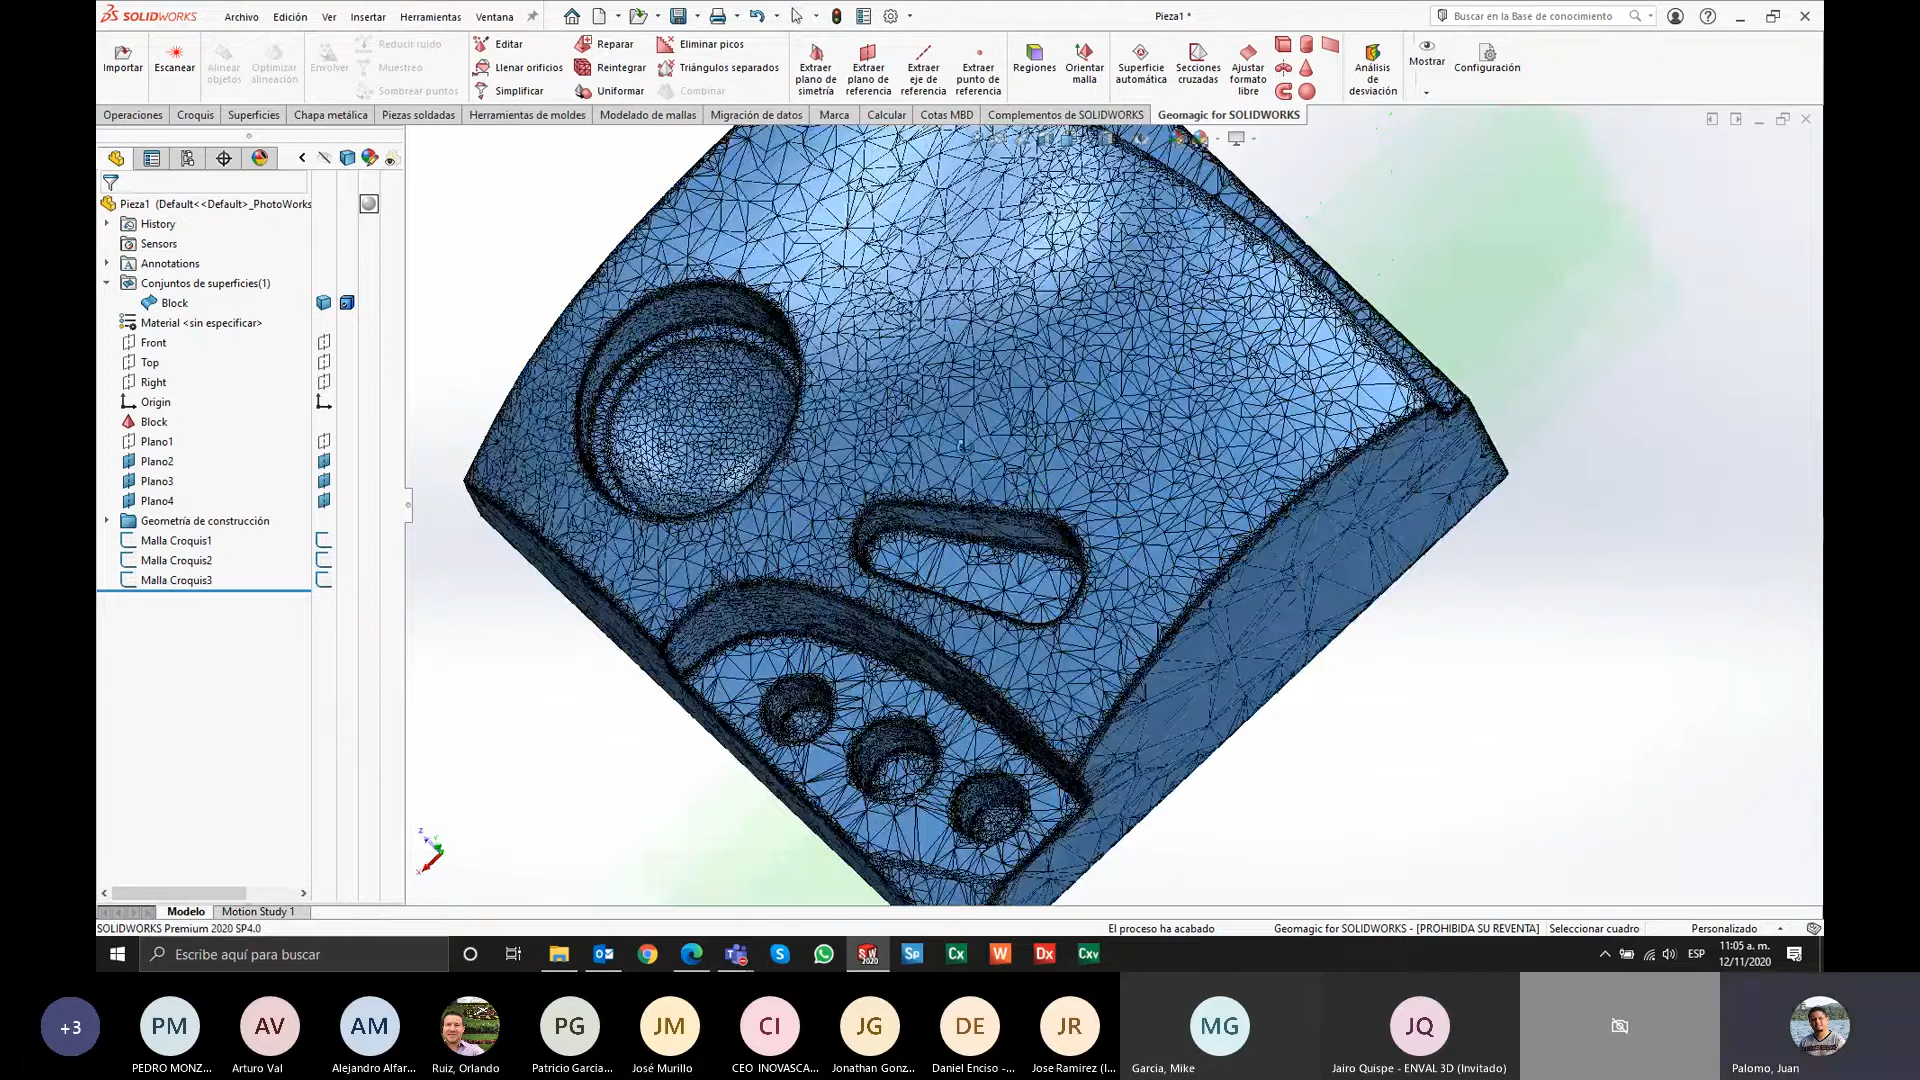 SOLIDWORKS Archivo Edición Ver Insertar Herramientas Ventana Pieza1 * Buscar en la Base de conocimiento
Importar Escanear Alinear objetos Optimizar alineación Envolver Reducir ruido Muestreo Sombrear puntos
Editar Llenar orificios Simplificar Reparar Reintegrar Uniformar Eliminar picos Triángulos separados Combinar
Extraer plano de simetría Extraer plano de referencia Extraer eje de referencia Extraer punto de referencia Regiones Orientar malla
Superficie automática Secciones cruzadas Ajustar formato libre Análisis de desviación Mostrar Configuración
Operaciones Croquis Superficies Chapa metálica Piezas soldadas Herramientas de moldes Modelado de mallas Migración de datos Marca Calcular Cotas MBD Complementos de SOLIDWORKS Geomagic for SOLIDWORKS
Pieza1 (Default<<Default>_PhotoWorks
History
Sensors
Annotations
Conjuntos de superficies(1)
Block
Material <sin especificar>
Front
Top
Right
Origin
Block
Plano1
Plano2
Plano3
Plano4
Geometría de construcción
Malla Croquis1
Malla Croquis2
Malla Croquis3
Modelo Motion Study 1
SOLIDWORKS Premium 2020 SP4.0 El proceso ha acabado Geomagic for SOLIDWORKS - [PROHIBIDA SU REVENTA] Seleccionar cuadro Personalizado
Escribe aquí para buscar SW 2020 Sp Cx W Dx Cxv ESP 11:05 a. m.
12/11/2020
+3 PM AV AM PG JM CI JG DE JR MG JQ
PEDRO MONZ... Arturo Val Alejandro Alfar... Ruiz, Orlando Patricio Garcia... José Murillo CEO INOVASCA... Jonathan Gonz... Daniel Enciso -... Jose Ramirez (I... Garcia, Mike Jairo Quispe - ENVAL 3D (Invitado) Palomo, Juan